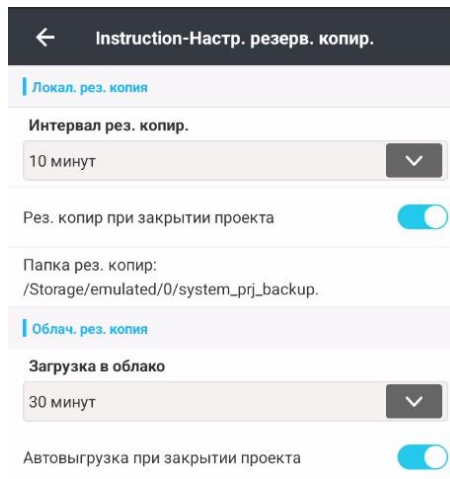 Instruction-Настр. резерв. копир.
Локал. рез. копия
Интервал рез. копир.
10 минут
Рез. копир при закрытии проекта
Папка рез. копир:
/Storage/emulated/0/system_prj_backup.
Облач. рез. копия
Загрузка в облако
30 минут
Автовыгрузка при закрытии проекта